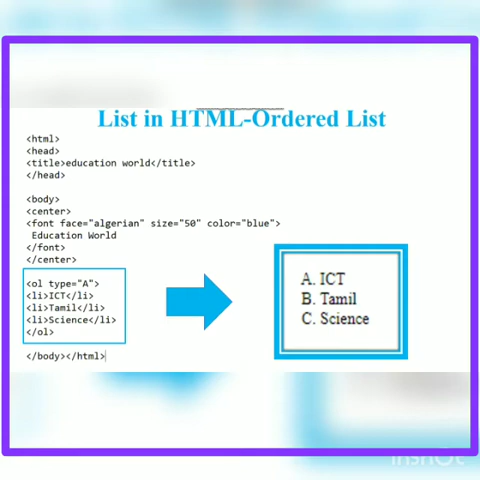 List in HTML-Ordered List
<html>
<head>
<title>education world</title>
</head>
<body>
<center>
<font face="algerian" size="50" color="blue">
Education World
</font>
</center>
<ol type="A">
<li>ICT</li>
<li>Tamil</li>
<li>Science</li>
</ol>
</body></html>
A. ICT
B. Tamil
C. Science
InShOt